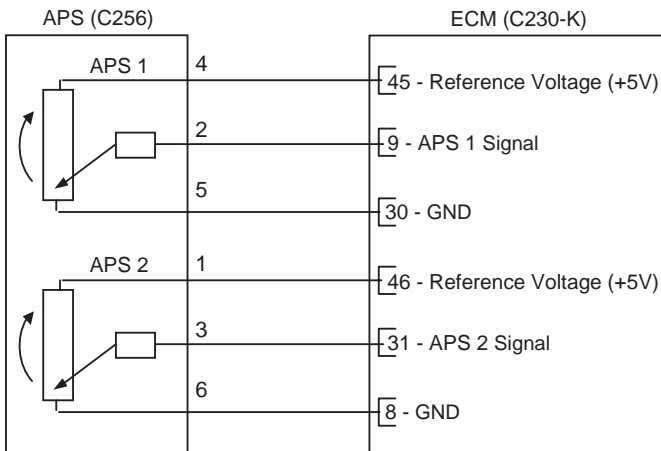 APS (C256) ECM (C230-K)
APS 1 4 45 - Reference Voltage (+5V)
2 9 - APS 1 Signal
5 30 - GND
APS 2 1 46 - Reference Voltage (+5V)
3 31 - APS 2 Signal
6 8 - GND